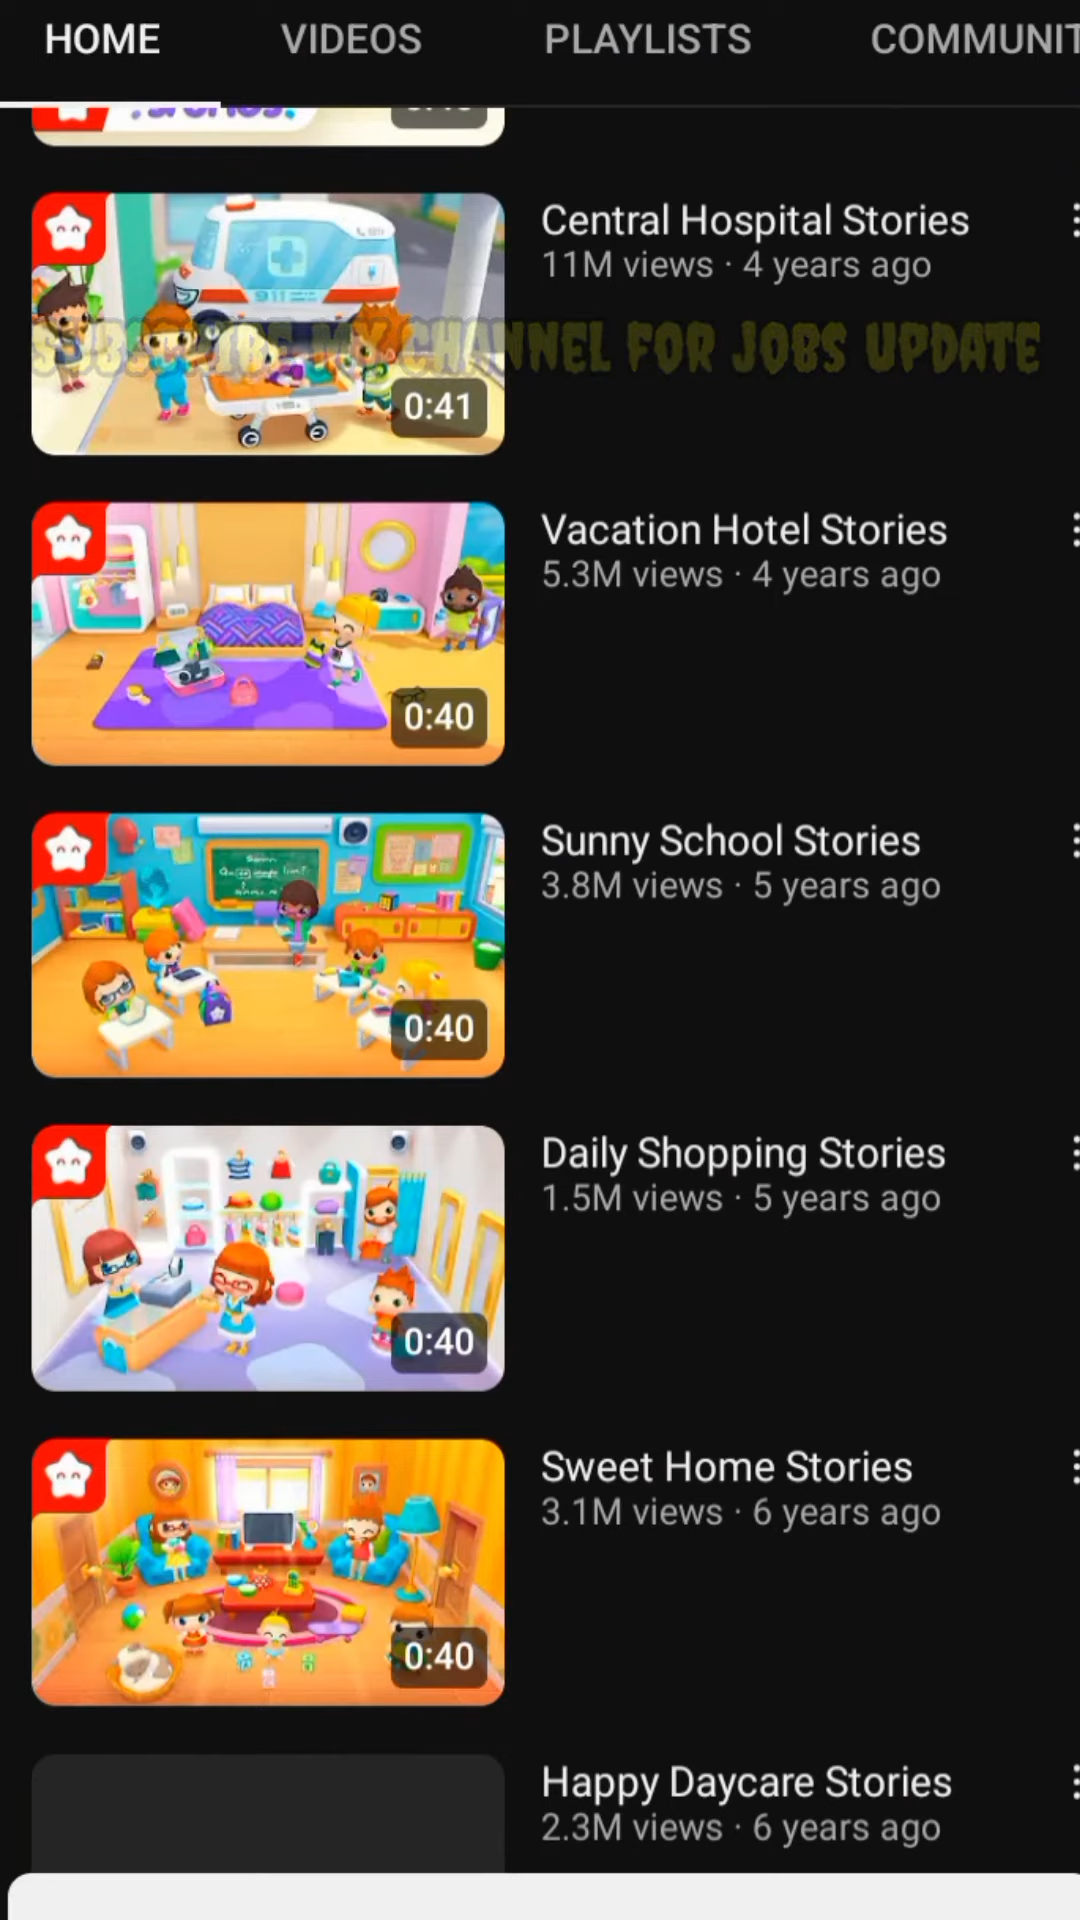 HOME
VIDEOS
PLAYLISTS
COMMUNIT
Central Hospital Stories
11M views · 4 years ago
911
SUBSCRIBE MY CHANNEL FOR JOBS UPDATE
0:41
Vacation Hotel Stories
5.3M views · 4 years ago
0:40
Sunny School Stories
3.8M views · 5 years ago
0:40
Daily Shopping Stories
1.5M views · 5 years ago
0:40
Sweet Home Stories
3.1M views · 6 years ago
0:40
Happy Daycare Stories
2.3M views · 6 years ago